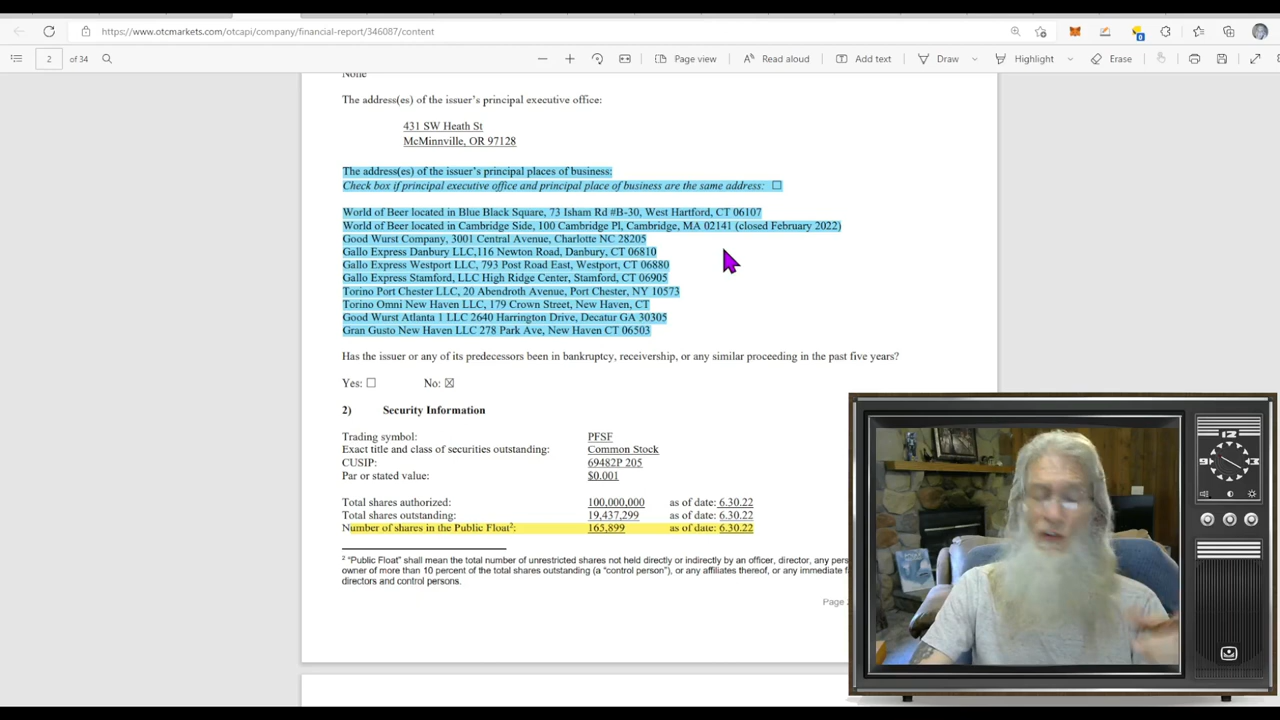 https://www.otcmarkets.com/otcapi/company/financial-report/346087/content
2 of 34 Page view Read aloud Add text Draw Highlight Erase
None
The address(es) of the issuer's principal executive office:
431 SW Heath St
McMinnville, OR 97128
The address(es) of the issuer's principal places of business:
Check box if principal executive office and principal place of business are the same address: ☐
World of Beer located in Blue Black Square, 73 Isham Rd #B-30, West Hartford, CT 06107
World of Beer located in Cambridge Side, 100 Cambridge Pl, Cambridge, MA 02141 (closed February 2022)
Good Wurst Company, 3001 Central Avenue, Charlotte NC 28205
Gallo Express Danbury LLC,116 Newton Road, Danbury, CT 06810
Gallo Express Westport LLC, 793 Post Road East, Westport, CT 06880
Gallo Express Stamford, LLC High Ridge Center, Stamford, CT 06905
Torino Port Chester LLC, 20 Abendroth Avenue, Port Chester, NY 10573
Torino Omni New Haven LLC, 179 Crown Street, New Haven, CT
Good Wurst Atlanta 1 LLC 2640 Harrington Drive, Decatur GA 30305
Gran Gusto New Haven LLC 278 Park Ave, New Haven CT 06503
Has the issuer or any of its predecessors been in bankruptcy, receivership, or any similar proceeding in the past five years?
Yes: ☐ No: ☒
2) Security Information
Trading symbol: PFSF
Exact title and class of securities outstanding: Common Stock
CUSIP: 69482P 205
Par or stated value: $0.001
Total shares authorized: 100,000,000 as of date: 6.30.22
Total shares outstanding: 19,437,299 as of date: 6.30.22
Number of shares in the Public Float²: 165,899 as of date: 6.30.22
² "Public Float" shall mean the total number of unrestricted shares not held directly or indirectly by an officer, director, any
owner of more than 10 percent of the total shares outstanding (a "control person"), or any affiliates thereof, or any immediate
directors and control persons.
Page
12
9 3